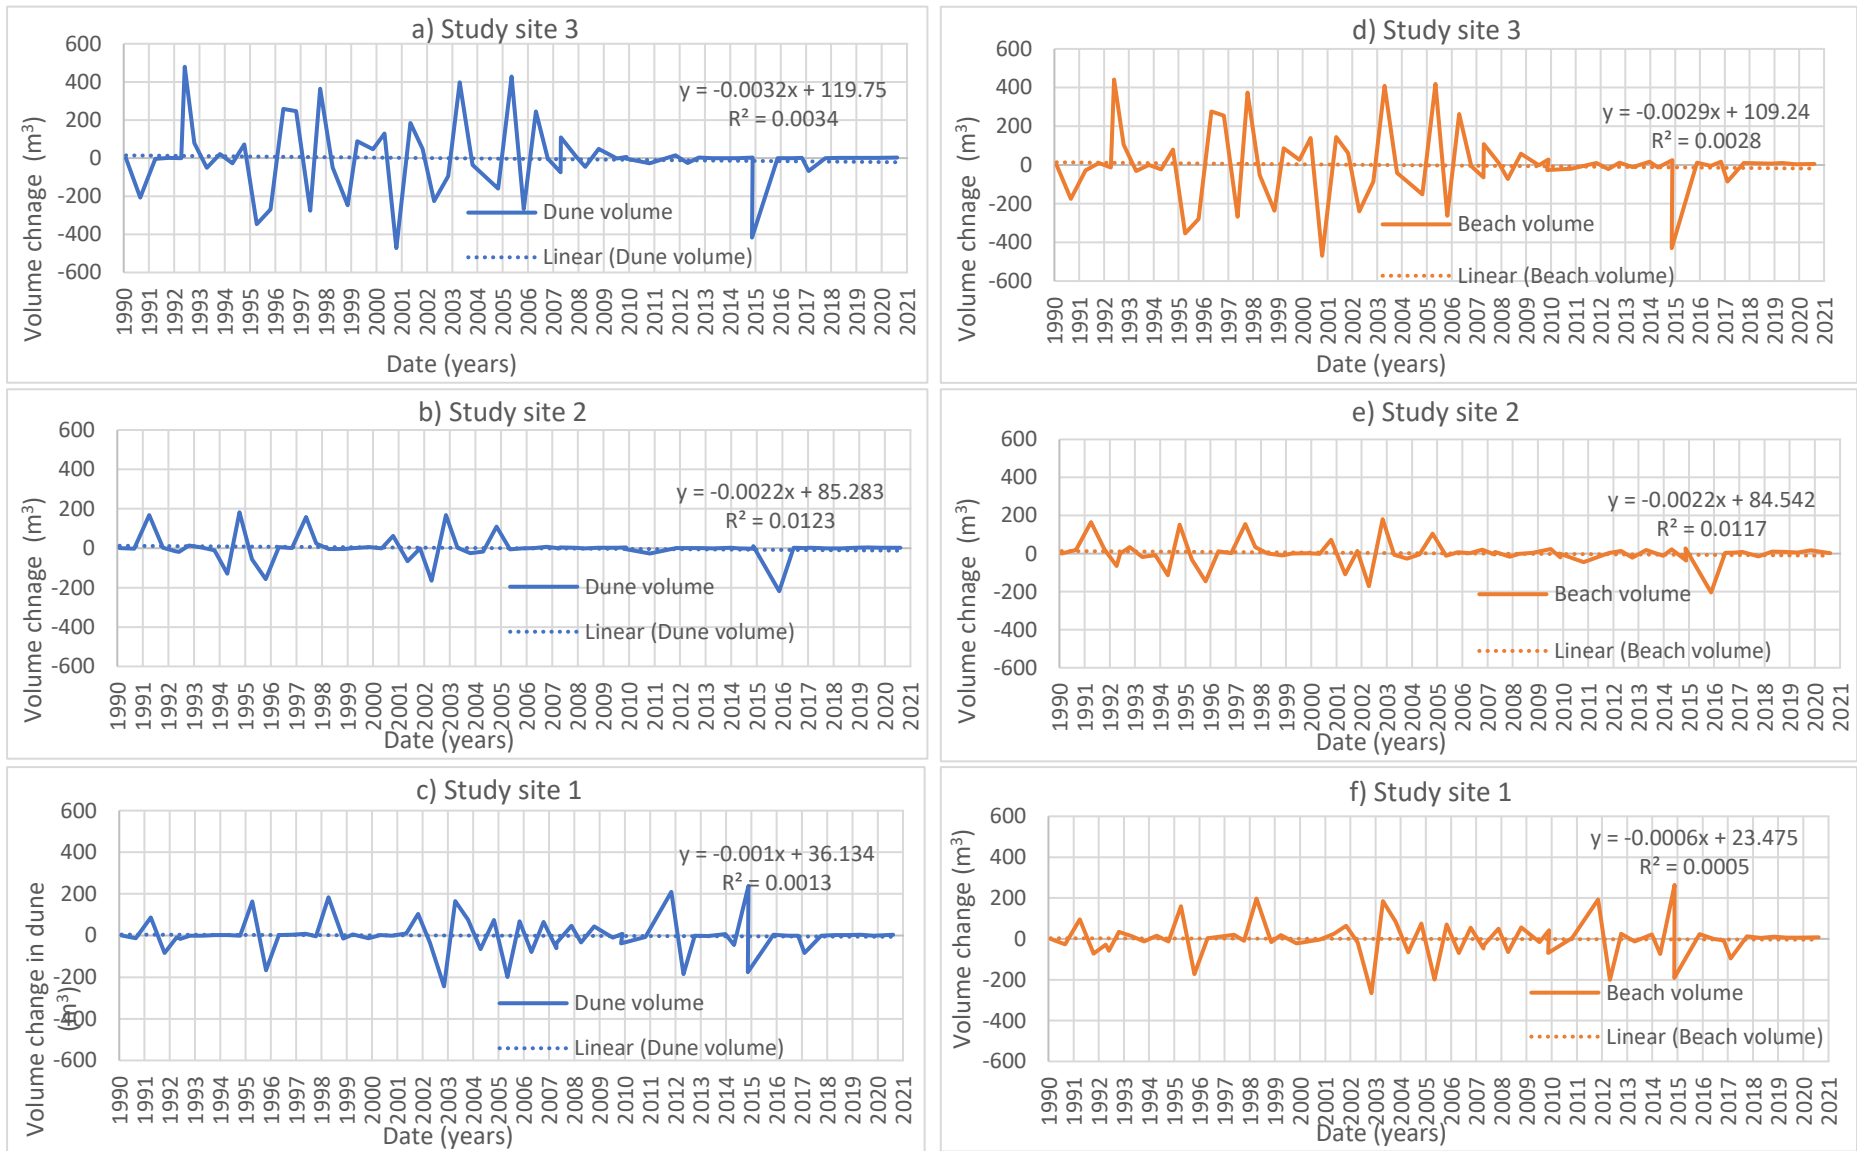 a) Study site 3
600
400
200
0
-200
-400
-600
Volume chnage (m³)
y = -0.0032x + 119.75
R² = 0.0034
Dune volume
Linear (Dune volume)
1990 1991 1992 1993 1994 1995 1996 1997 1998 1999 2000 2001 2002 2003 2004 2005 2006 2007 2008 2009 2010 2011 2012 2013 2014 2015 2016 2017 2018 2019 2020 2021
Date (years)
d) Study site 3
600
400
200
0
-200
-400
-600
Volume chnage (m³)
y = -0.0029x + 109.24
R² = 0.0028
Beach volume
Linear (Beach volume)
1990 1991 1992 1993 1994 1995 1996 1997 1998 1999 2000 2001 2002 2003 2004 2005 2006 2007 2008 2009 2010 2011 2012 2013 2014 2015 2016 2017 2018 2019 2020 2021
Date (years)
b) Study site 2
600
400
200
0
-200
-400
-600
Volume chnage (m³)
y = -0.0022x + 85.283
R² = 0.0123
Dune volume
Linear (Dune volume)
1990 1991 1992 1993 1994 1995 1996 1997 1998 1999 2000 2001 2002 2003 2004 2005 2006 2007 2008 2009 2010 2011 2012 2013 2014 2015 2016 2017 2018 2019 2020 2021
Date (years)
e) Study site 2
600
400
200
0
-200
-400
-600
Volume chnage (m³)
y = -0.0022x + 84.542
R² = 0.0117
Beach volume
Linear (Beach volume)
1990 1991 1992 1993 1994 1995 1996 1997 1998 1999 2000 2001 2002 2003 2004 2005 2006 2007 2008 2009 2010 2011 2012 2013 2014 2015 2016 2017 2018 2019 2020 2021
Date (years)
c) Study site 1
600
400
200
0
-200
-400
-600
Volume change in dune
(m³)
y = -0.001x + 36.134
R² = 0.0013
Dune volume
Linear (Dune volume)
1990 1991 1992 1993 1994 1995 1996 1997 1998 1999 2000 2001 2002 2003 2004 2005 2006 2007 2008 2009 2010 2011 2012 2013 2014 2015 2016 2017 2018 2019 2020 2021
Date (years)
f) Study site 1
600
400
200
0
-200
-400
-600
Volume change (m³)
y = -0.0006x + 23.475
R² = 0.0005
Beach volume
Linear (Beach volume)
1990 1991 1992 1993 1994 1995 1996 1997 1998 1999 2000 2001 2002 2003 2004 2005 2006 2007 2008 2009 2010 2011 2012 2013 2014 2015 2016 2017 2018 2019 2020 2021
Date (years)